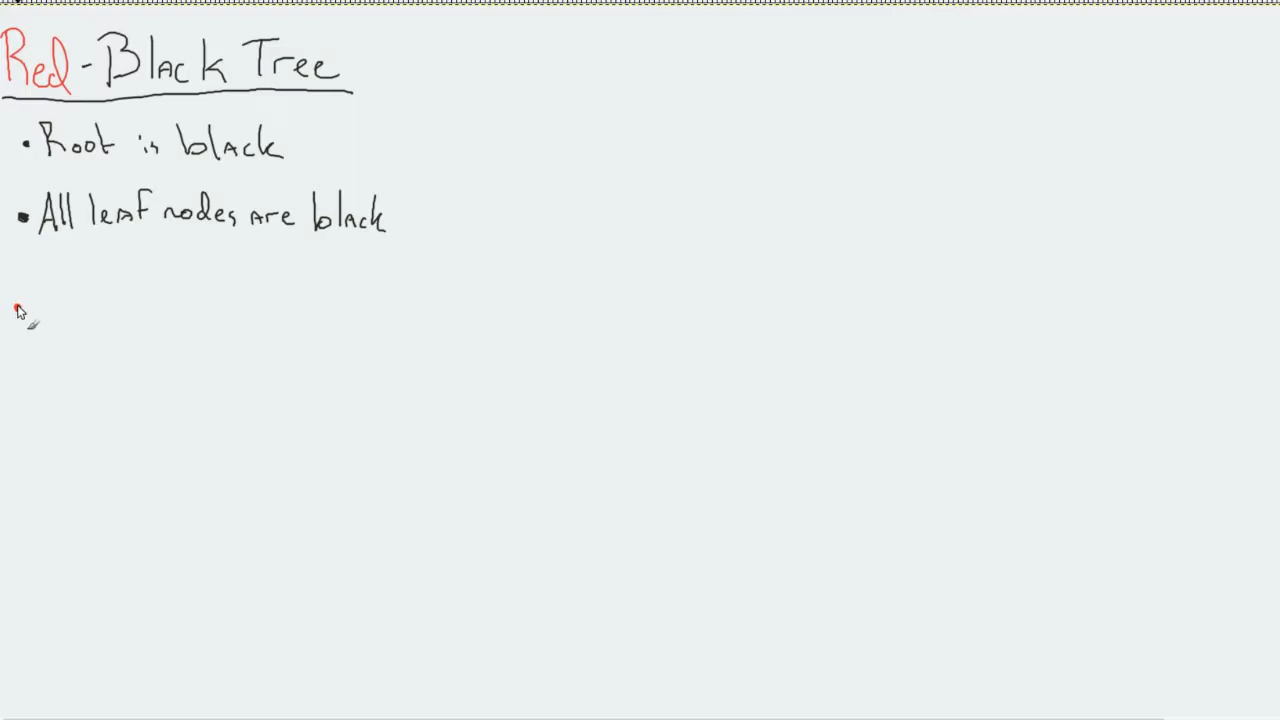 Red-Black Tree
• Root is black
• All leaf nodes are black